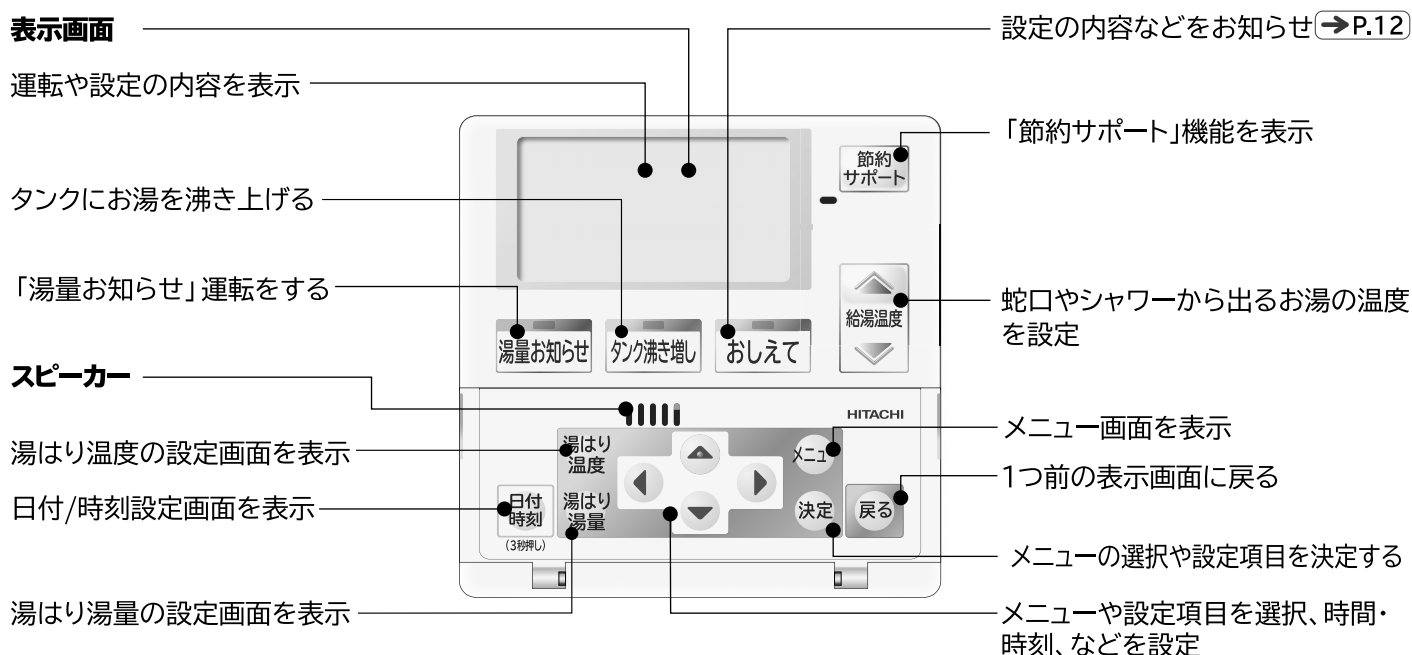 表示画面
運転や設定の内容を表示
タンクにお湯を沸き上げる
「湯量お知らせ」運転をする
スピーカー
湯はり温度の設定画面を表示
日付/時刻設定画面を表示
湯はり湯量の設定画面を表示
節約
サポート
給湯温度
湯量お知らせ
タンク沸き増し
おしえて
HITACHI
湯はり
温度
メニュー
日付
時刻
(3秒押し)
湯はり
湯量
決定
戻る
設定の内容などをお知らせ➔P.12
「節約サポート」機能を表示
蛇口やシャワーから出るお湯の温度
を設定
メニュー画面を表示
1つ前の表示画面に戻る
メニューの選択や設定項目を決定する
メニューや設定項目を選択、時間・
時刻、などを設定